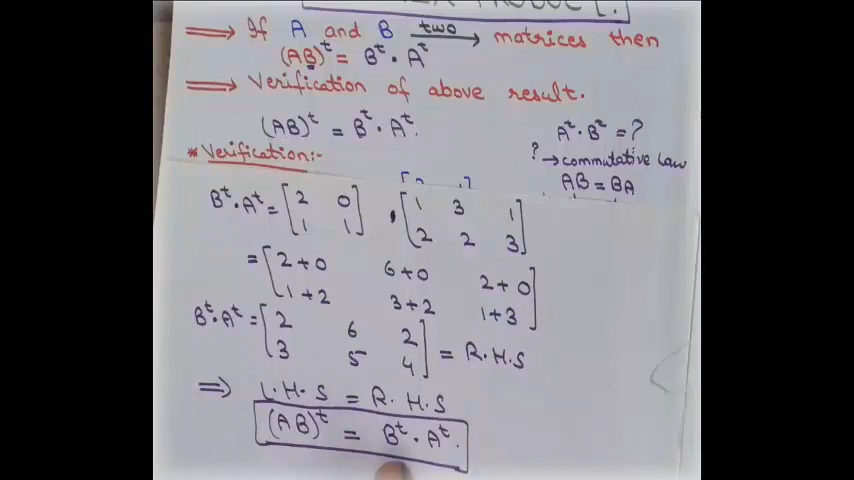 PRODUCT.
⟹ If A and B two→ matrices then
(AB)ᵗ = Bᵗ · Aᵗ
⟹ Verification of above result.
(AB)ᵗ = Bᵗ · Aᵗ.
Aᵗ · Bᵗ = ?
? → commutative law
AB = BA
* Verification:-
Bᵗ · Aᵗ = [2 0 · [1 3 1
1 1] 2 2 3]
= [2+0 6+0 2+0
1+2 3+2 1+3]
Bᵗ · Aᵗ = [2 6 2
3 5 4] = R.H.S
⟹ L.H.S = R.H.S
(AB)ᵗ = Bᵗ · Aᵗ.